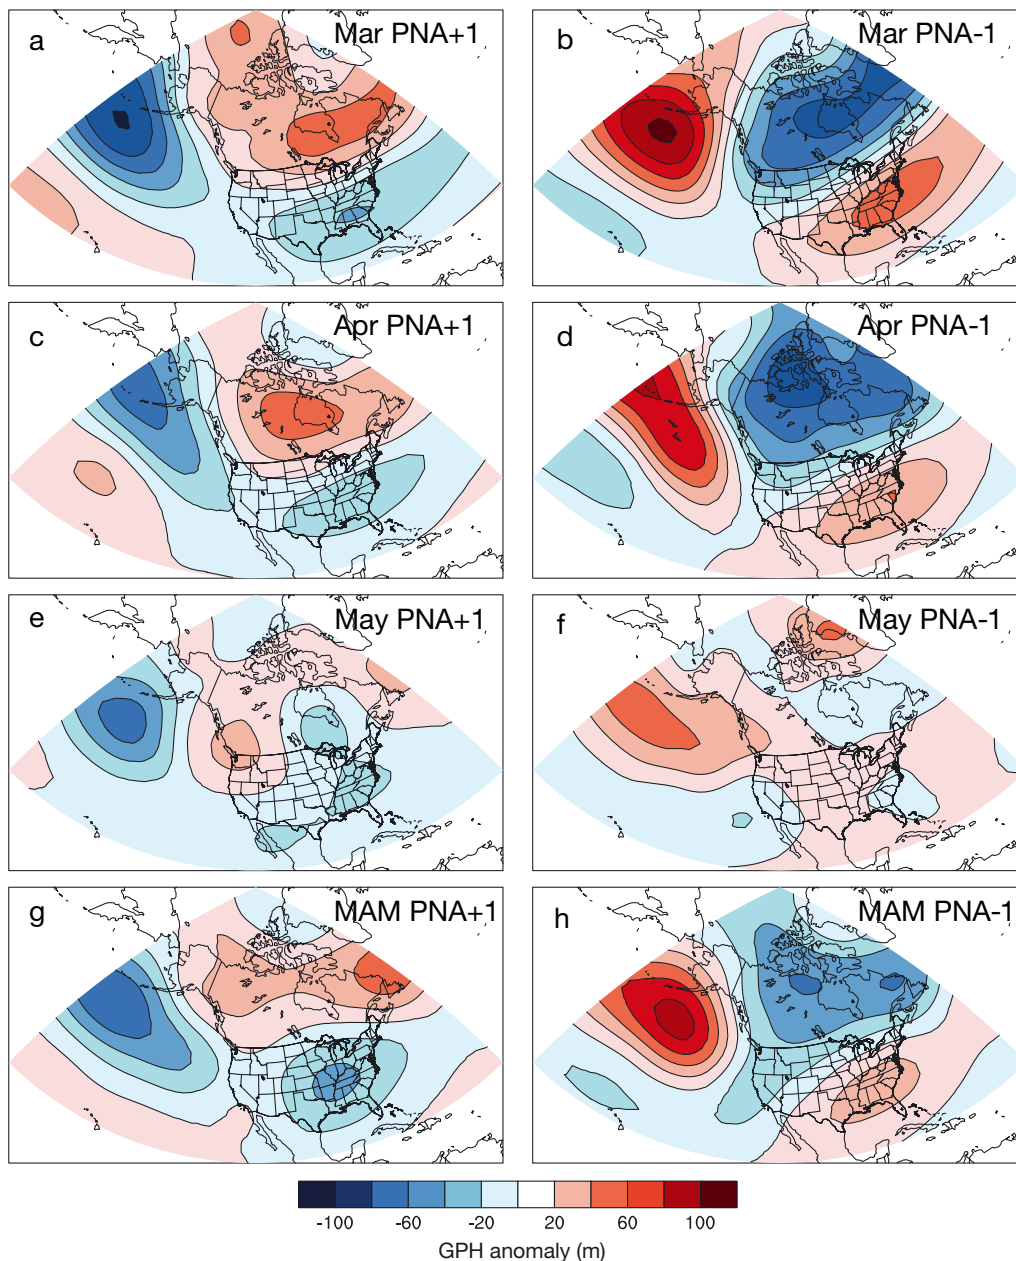 a Mar PNA+1
b Mar PNA-1
c Apr PNA+1
d Apr PNA-1
e May PNA+1
f May PNA-1
g MAM PNA+1
h MAM PNA-1
-100 -60 -20 20 60 100
GPH anomaly (m)